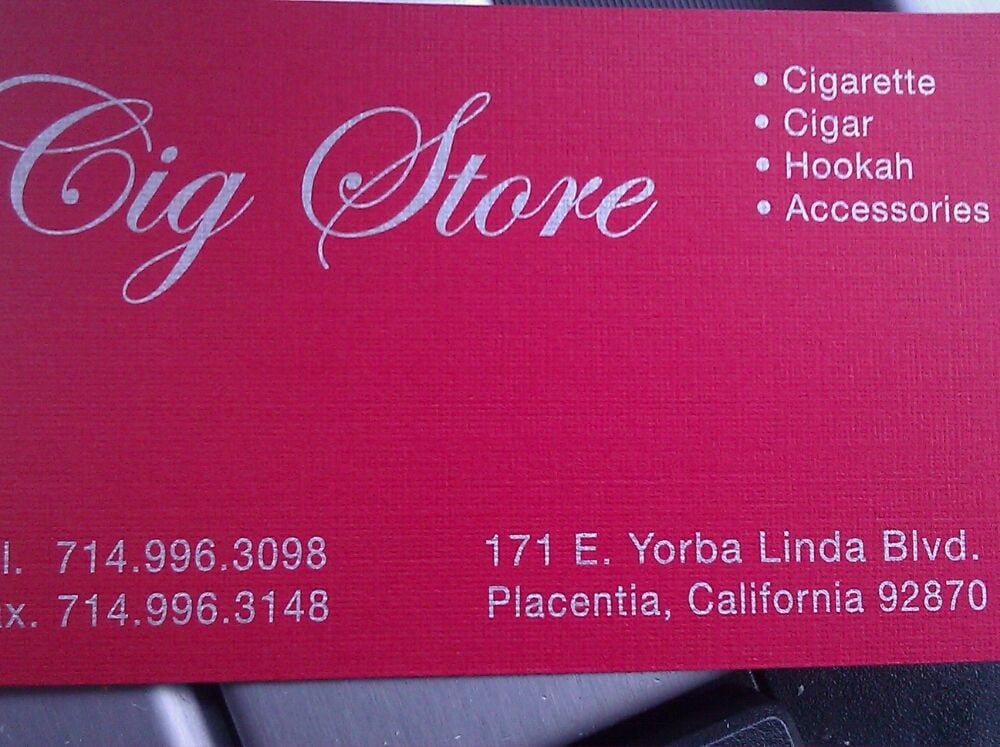 Cig Store
• Cigarette
• Cigar
• Hookah
• Accessories
l. 714.996.3098
ax. 714.996.3148
171 E. Yorba Linda Blvd.
Placentia, California 92870